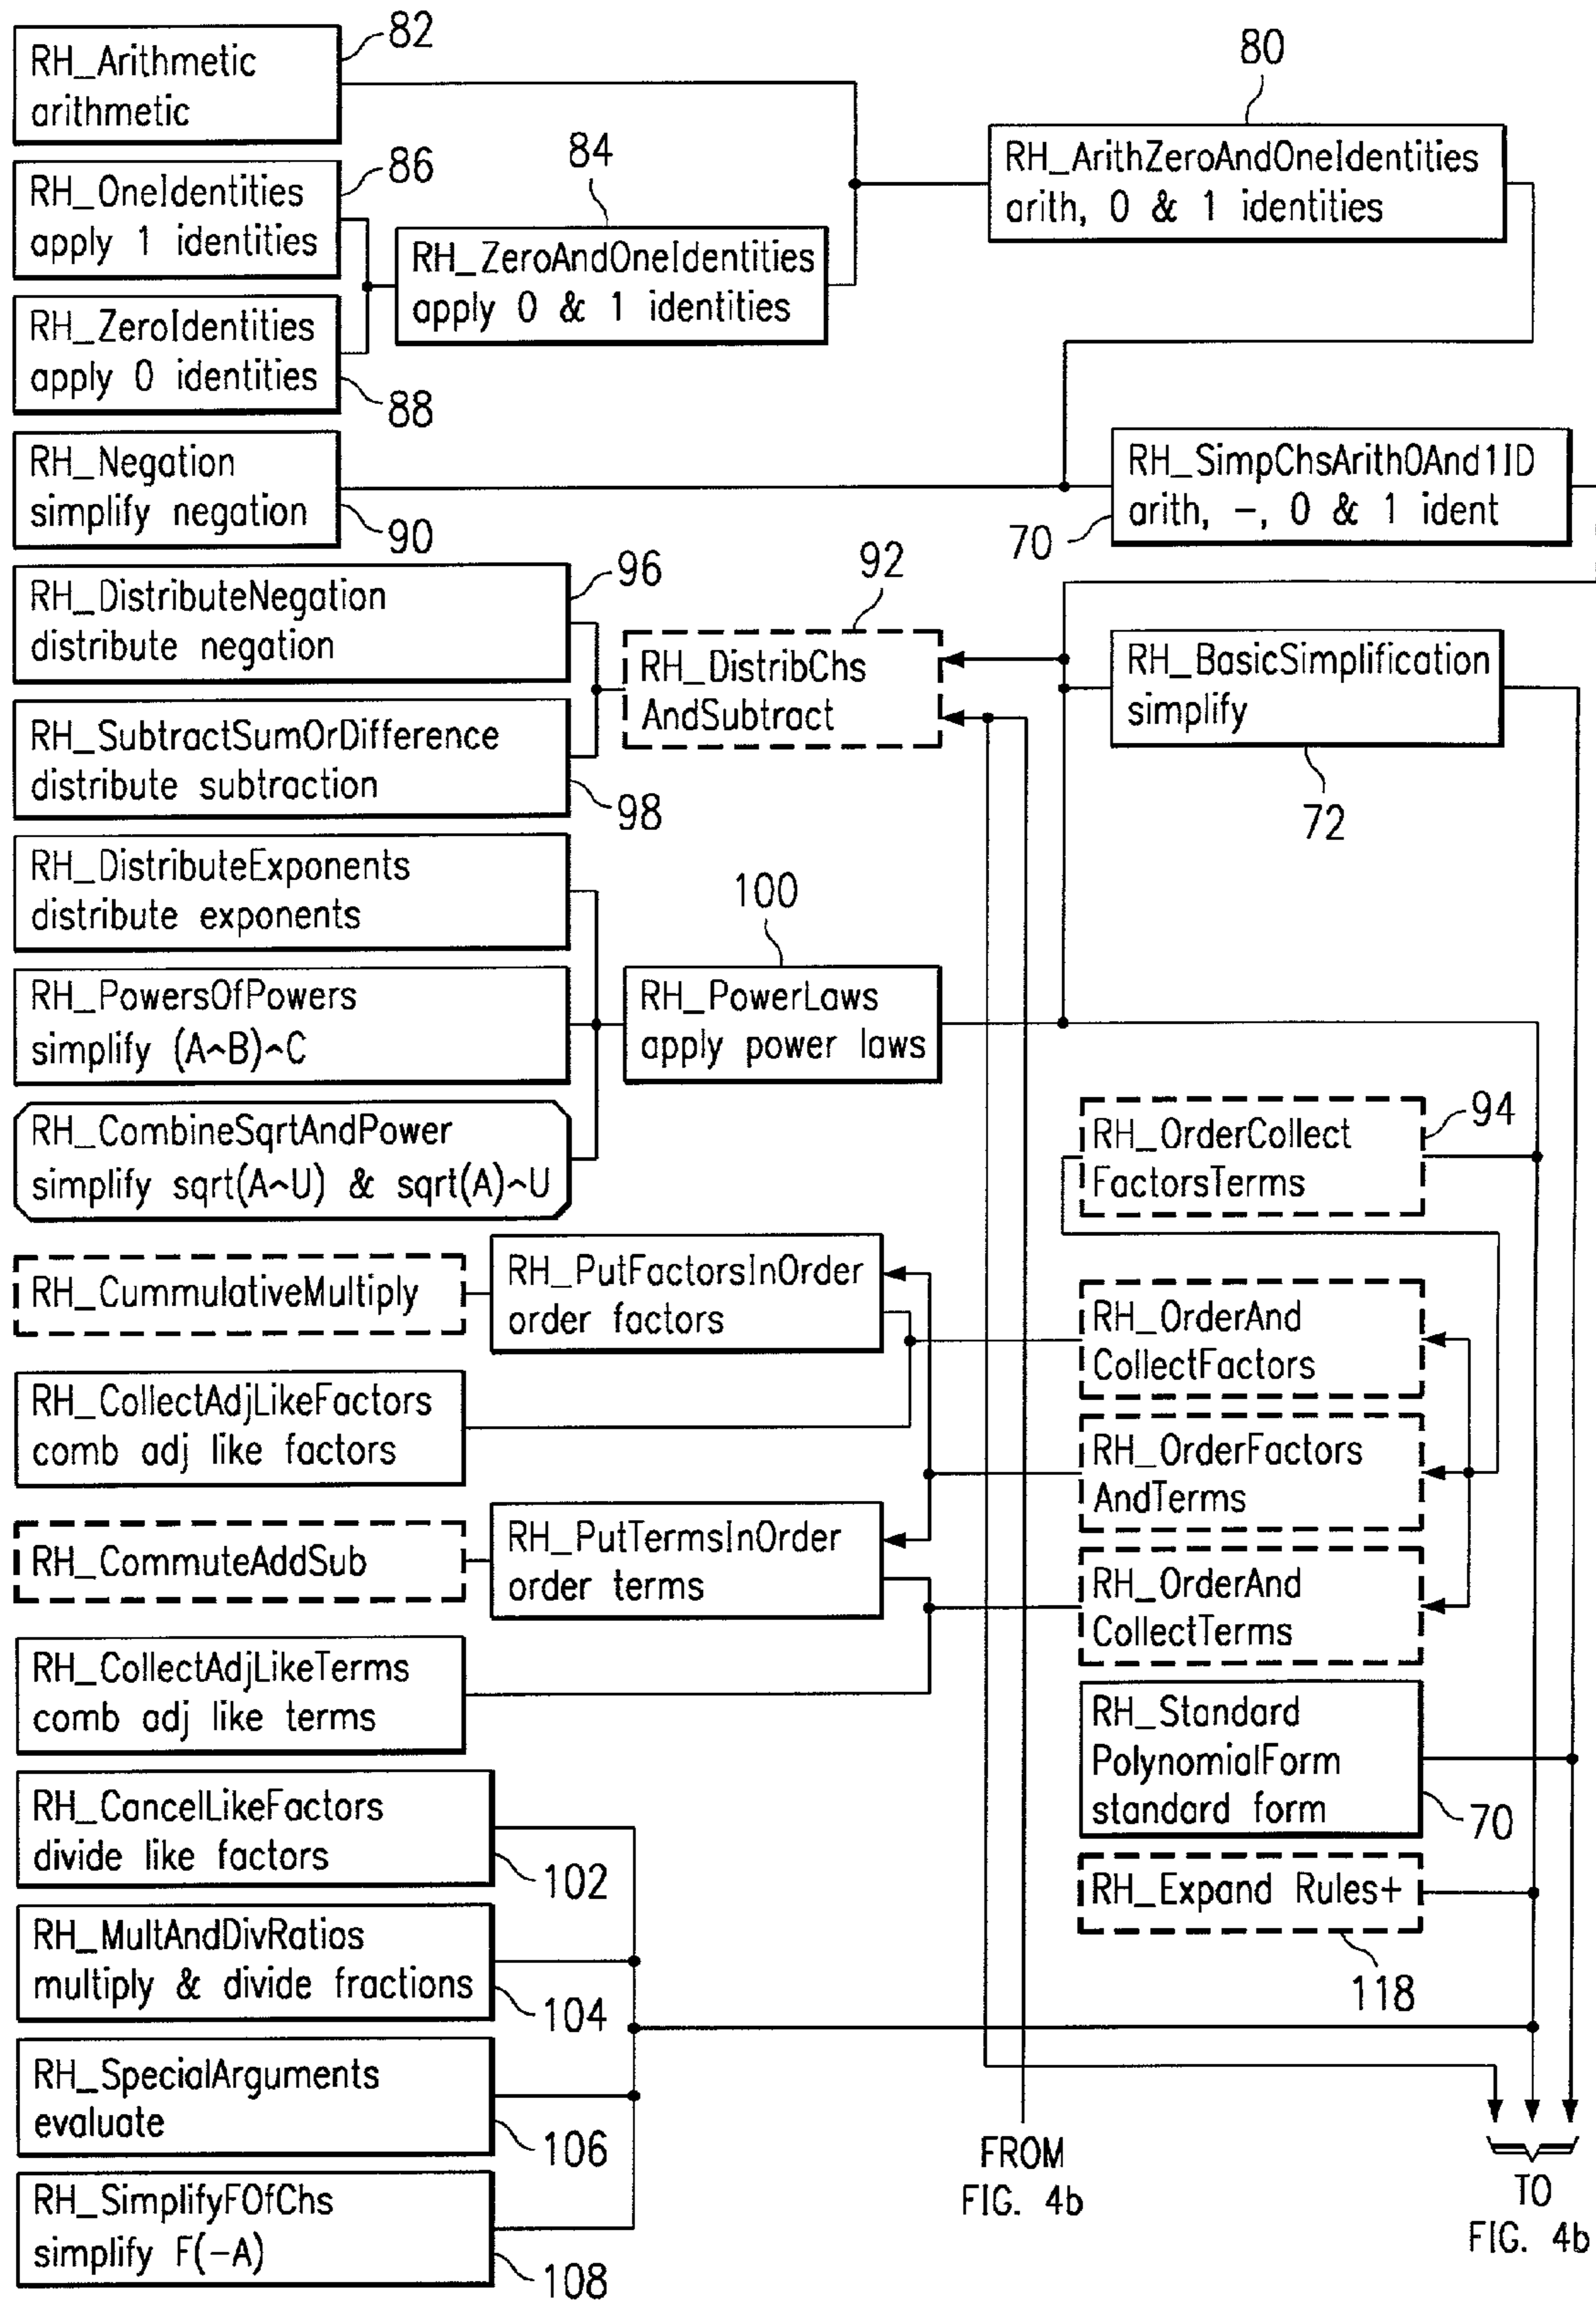 82
RH_Arithmetic
arithmetic
80
RH_ArithZeroAndOneIdentities
arith, 0 & 1 identities
86
RH_OneIdentities
apply 1 identities
84
RH_ZeroAndOneIdentities
apply 0 & 1 identities
RH_ZeroIdentities
apply 0 identities
88
RH_Negation
simplify negation
90
RH_SimpChsArith0And1ID
arith, –, 0 & 1 ident
70
96
RH_DistributeNegation
distribute negation
92
RH_DistribChs
AndSubtract
RH_BasicSimplification
simplify
72
RH_SubtractSumOrDifference
distribute subtraction
98
RH_DistributeExponents
distribute exponents
100
RH_PowersOfPowers
simplify (A^B)^C
RH_PowerLaws
apply power laws
RH_CombineSqrtAndPower
simplify sqrt(A^U) & sqrt(A)^U
94
RH_OrderCollect
FactorsTerms
RH_CummulativeMultiply
RH_PutFactorsInOrder
order factors
RH_OrderAnd
CollectFactors
RH_CollectAdjLikeFactors
comb adj like factors
RH_OrderFactors
AndTerms
RH_CommuteAddSub
RH_PutTermsInOrder
order terms
RH_OrderAnd
CollectTerms
RH_CollectAdjLikeTerms
comb adj like terms
RH_Standard
PolynomialForm
standard form
70
RH_CancelLikeFactors
divide like factors
102
RH_Expand Rules+
118
RH_MultAndDivRatios
multiply & divide fractions
104
RH_SpecialArguments
evaluate
106
RH_SimplifyFOfChs
simplify F(–A)
108
FROM
FIG. 4b
TO
FIG. 4b